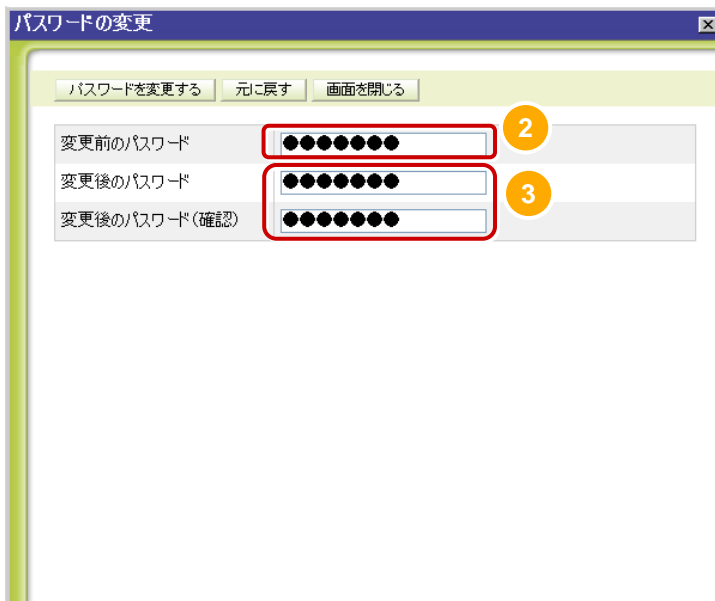 パスワードの変更
パスワードを変更する 元に戻す 画面を閉じる
変更前のパスワード ●●●●●●● 2
変更後のパスワード ●●●●●●● 3
変更後のパスワード(確認) ●●●●●●●